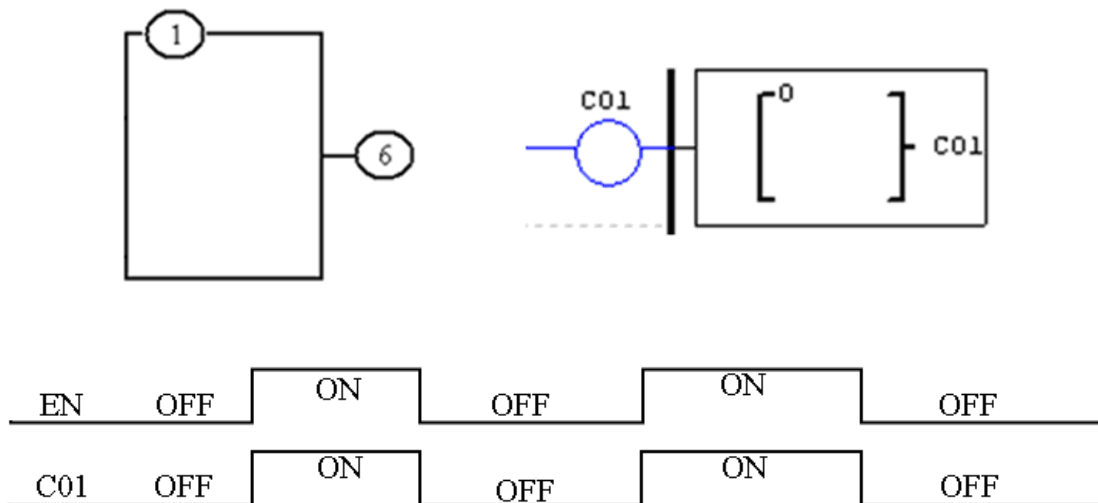 1
6
C01
0
C01
EN OFF ON OFF ON OFF
C01 OFF ON OFF ON OFF